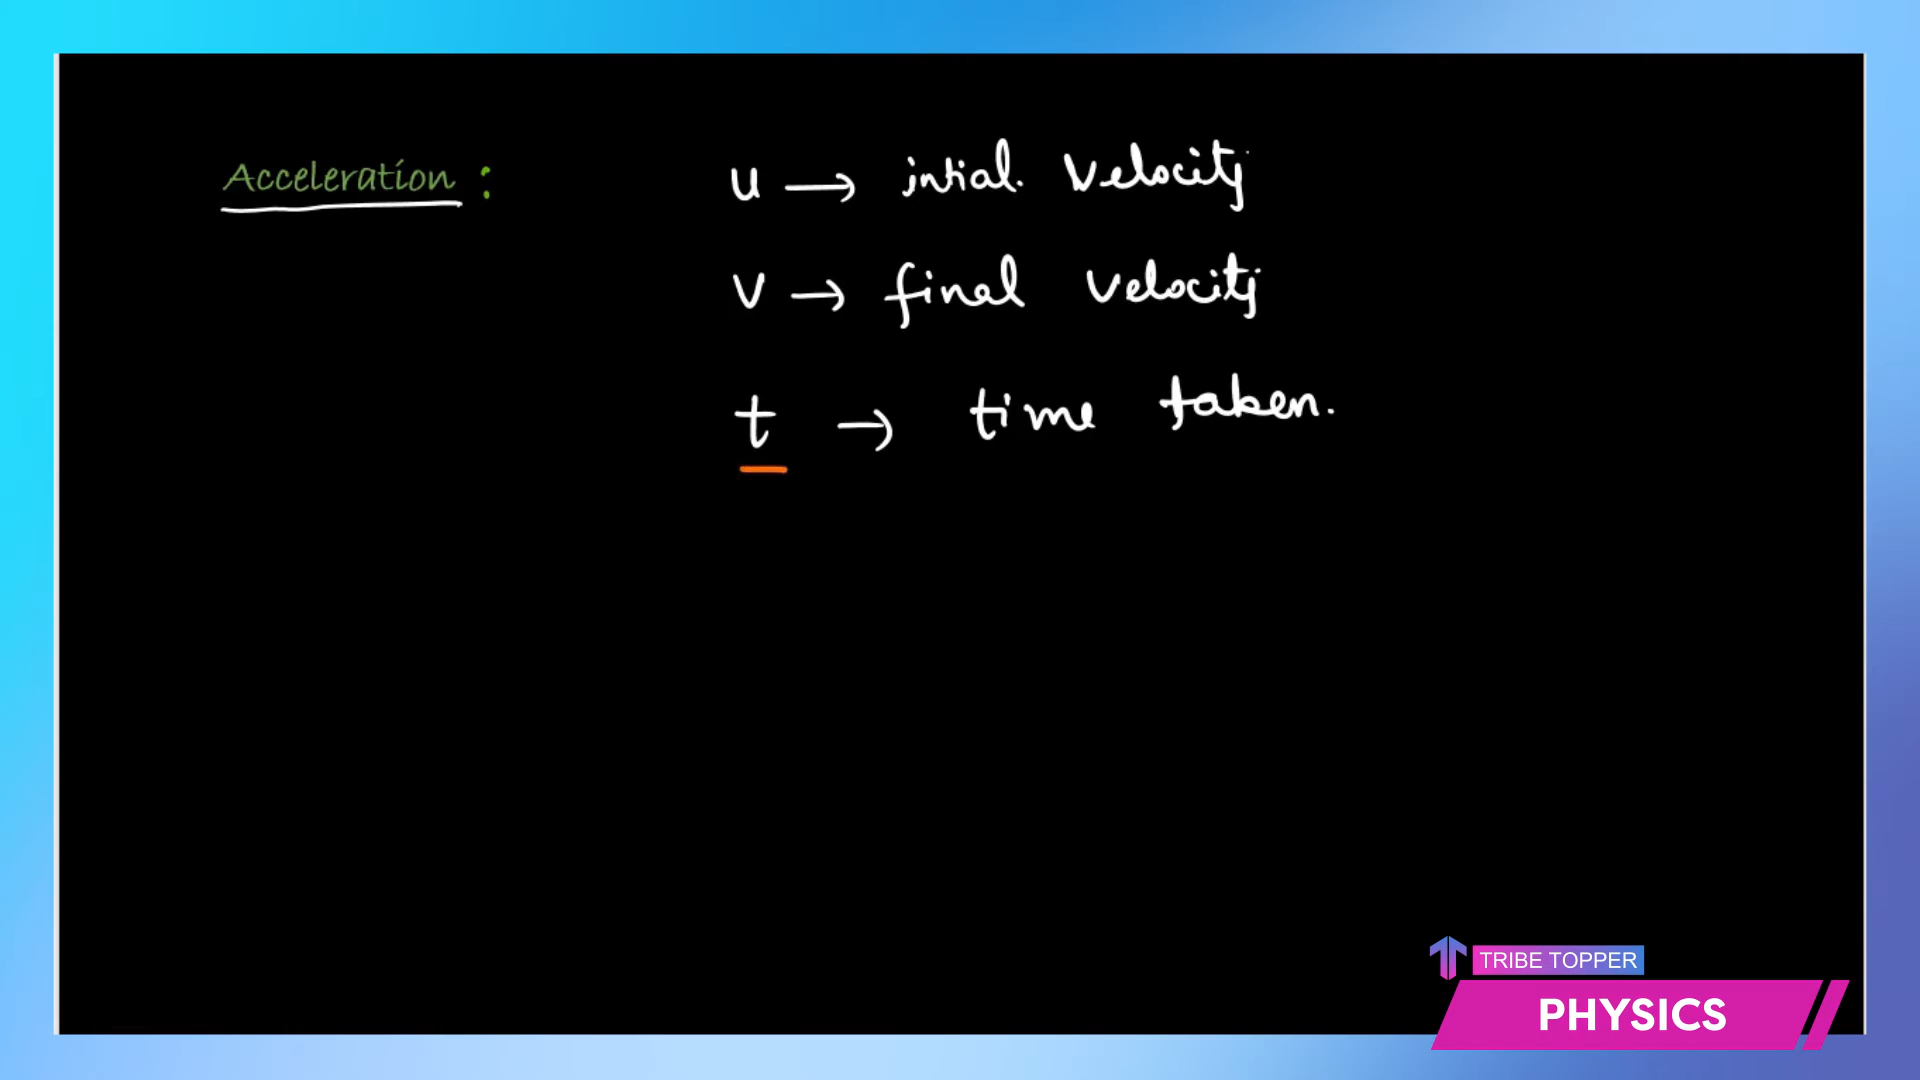 Acceleration :
u → intial. Velocity
v → final velocity
t → time taken.
TRIBE TOPPER
PHYSICS